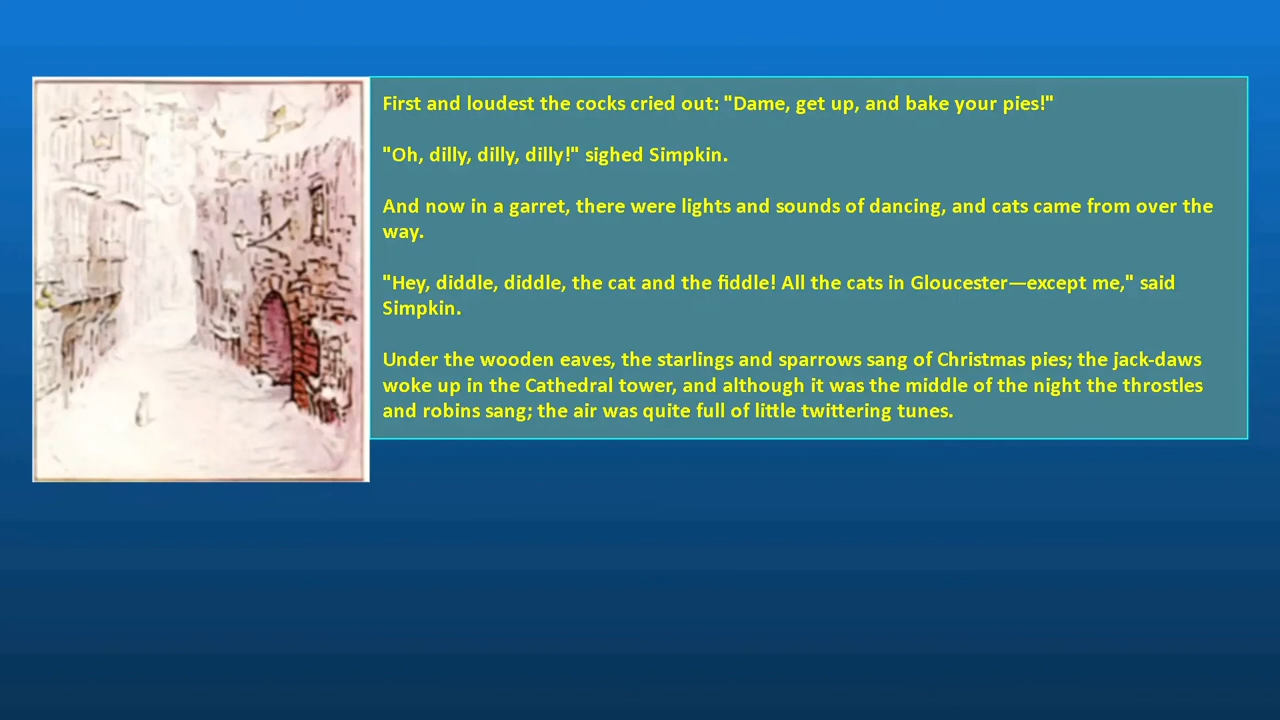 First and loudest the cocks cried out: "Dame, get up, and bake your pies!"
"Oh, dilly, dilly, dilly!" sighed Simpkin.
And now in a garret, there were lights and sounds of dancing, and cats came from over the
way.
"Hey, diddle, diddle, the cat and the fiddle! All the cats in Gloucester—except me," said
Simpkin.
Under the wooden eaves, the starlings and sparrows sang of Christmas pies; the jack-daws
woke up in the Cathedral tower, and although it was the middle of the night the throstles
and robins sang; the air was quite full of little twittering tunes.